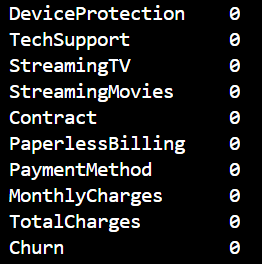 DeviceProtection 0
TechSupport 0
StreamingTV 0
StreamingMovies 0
Contract 0
PaperlessBilling 0
PaymentMethod 0
MonthlyCharges 0
TotalCharges 0
Churn 0